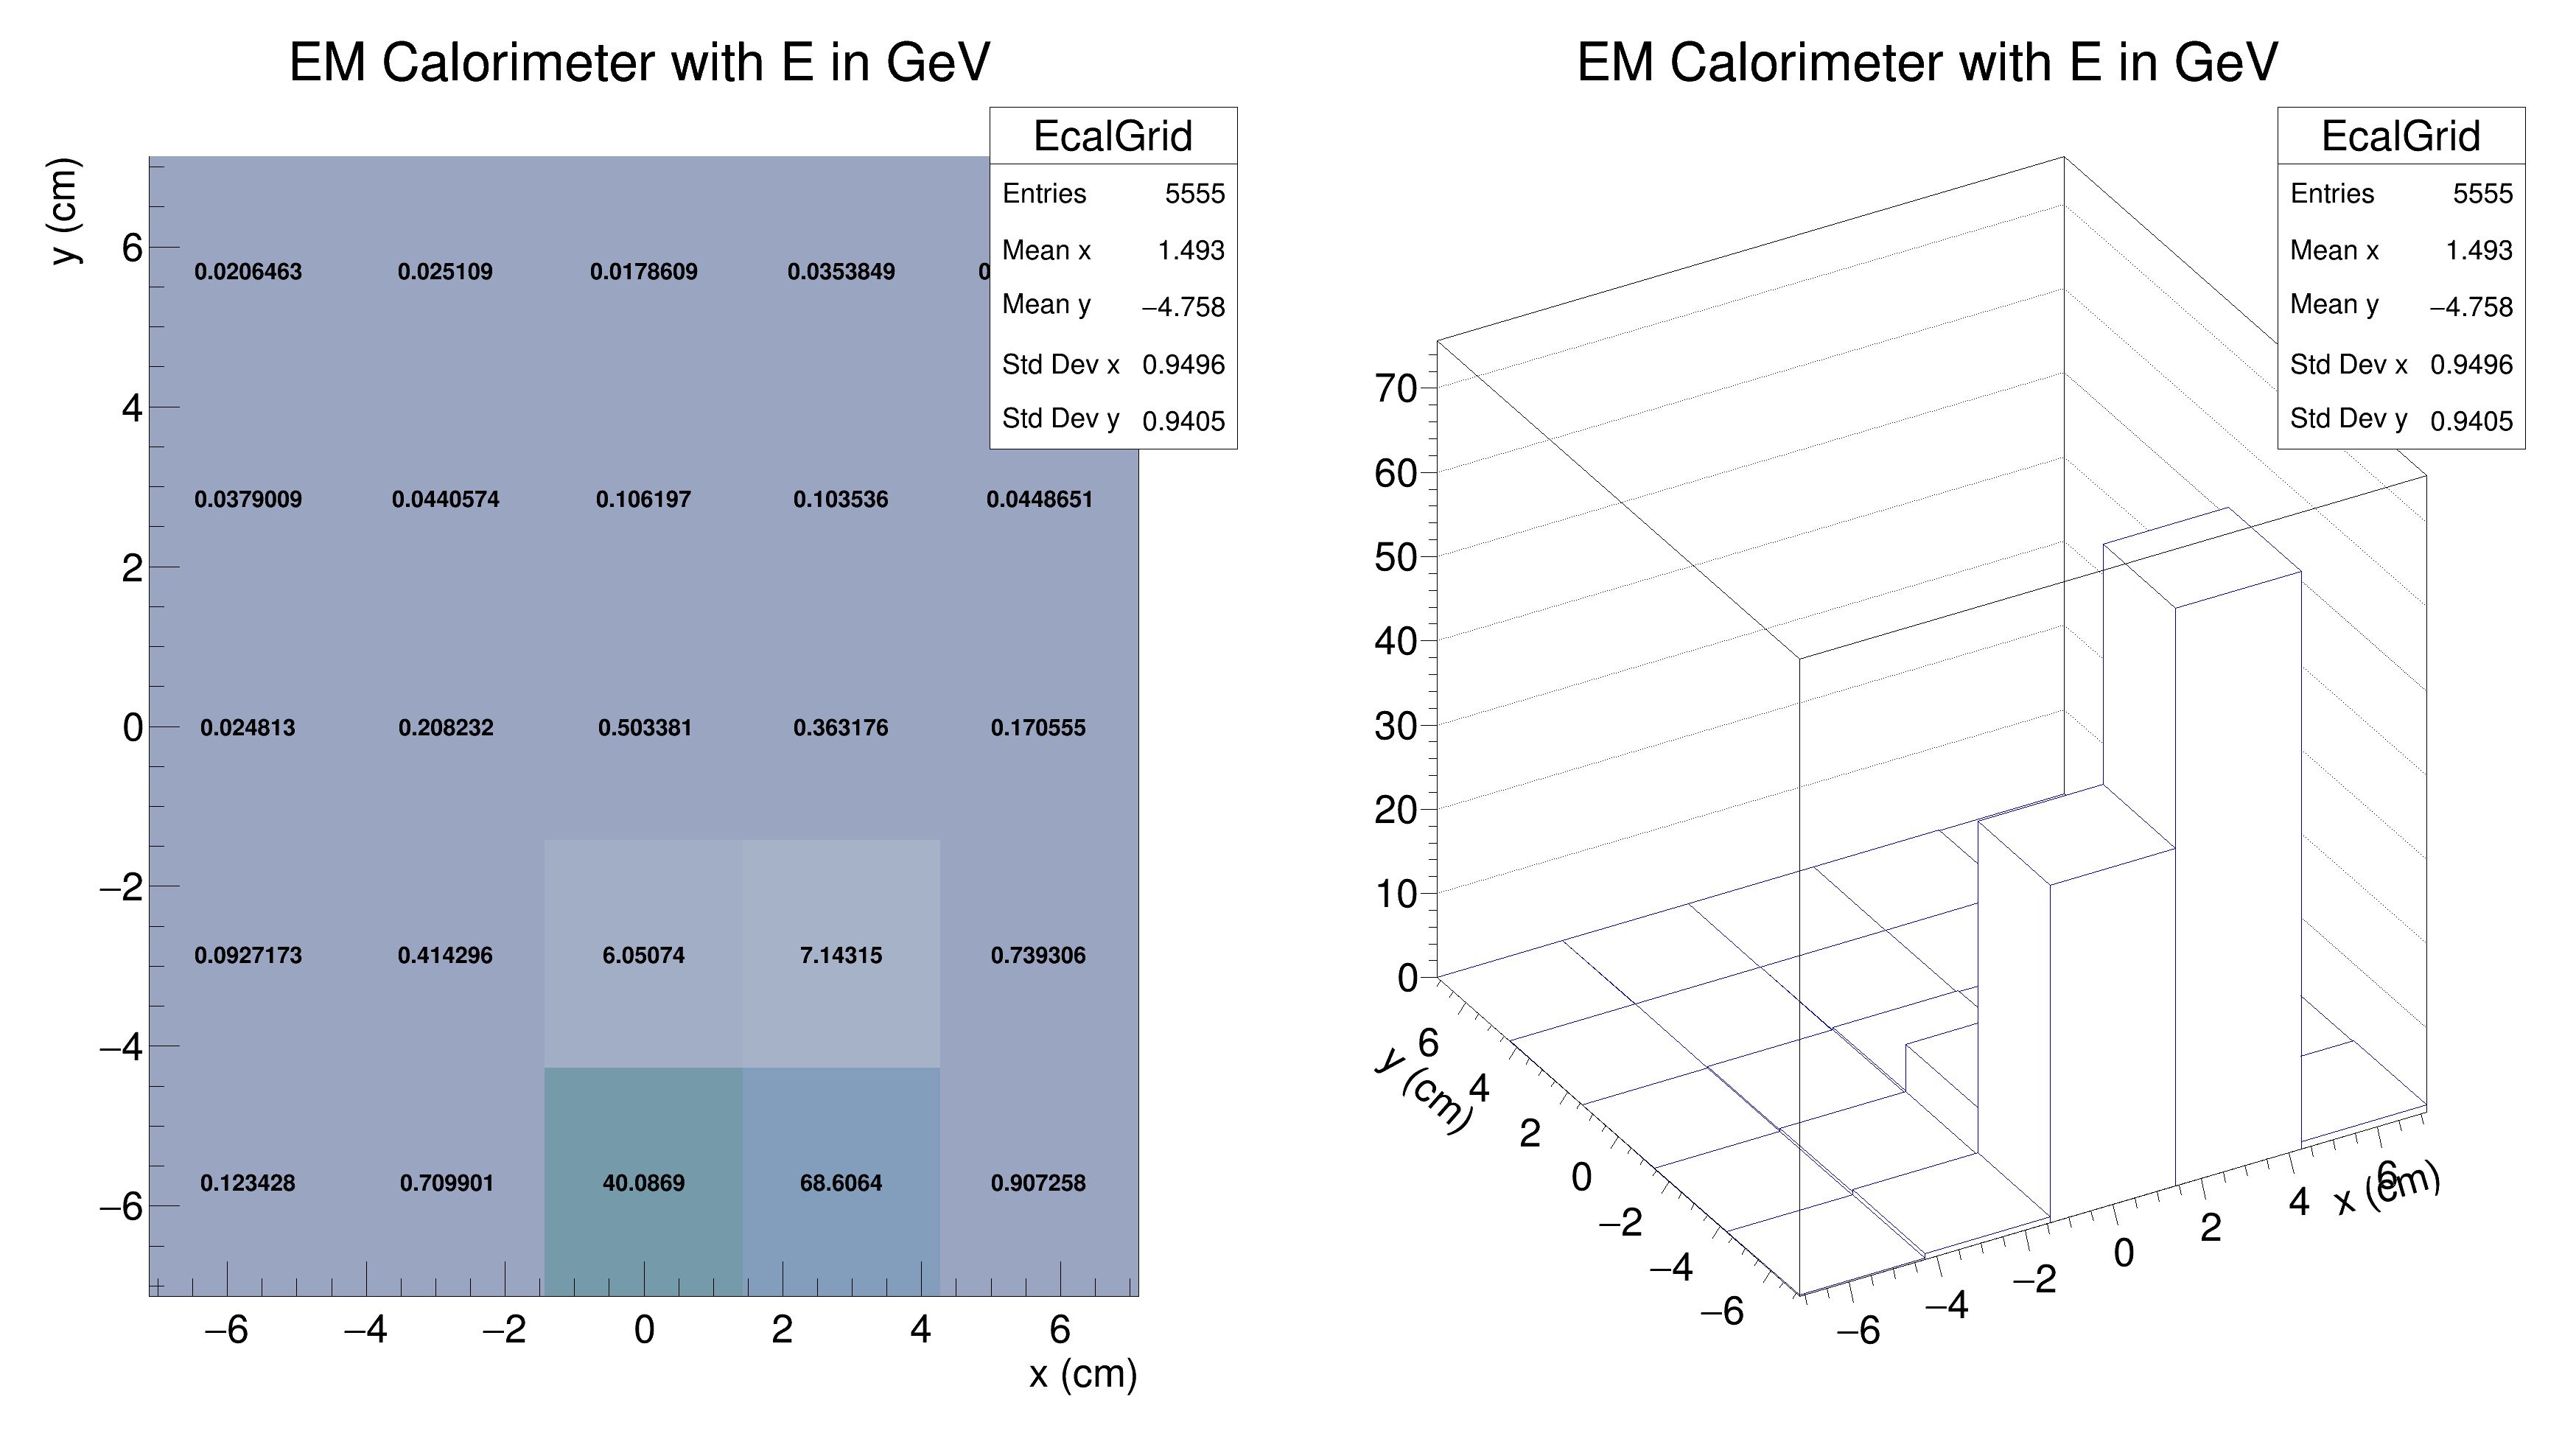 EM Calorimeter with E in GeV
EcalGrid
Entries 5555
Mean x 1.493
Mean y −4.758
Std Dev x 0.9496
Std Dev y 0.9405
y (cm)
6
4
2
0
−2
−4
−6
0.0206463 0.025109 0.0178609 0.0353849 0
0.0379009 0.0440574 0.106197 0.103536 0.0448651
0.024813 0.208232 0.503381 0.363176 0.170555
0.0927173 0.414296 6.05074 7.14315 0.739306
0.123428 0.709901 40.0869 68.6064 0.907258
−6 −4 −2 0 2 4 6
x (cm)
EM Calorimeter with E in GeV
EcalGrid
Entries 5555
Mean x 1.493
Mean y −4.758
Std Dev x 0.9496
Std Dev y 0.9405
70
60
50
40
30
20
10
0
6
4
2
0
−2
−4
−6
y (cm)
−6
−4
−2
0
2
4
6
x (cm)